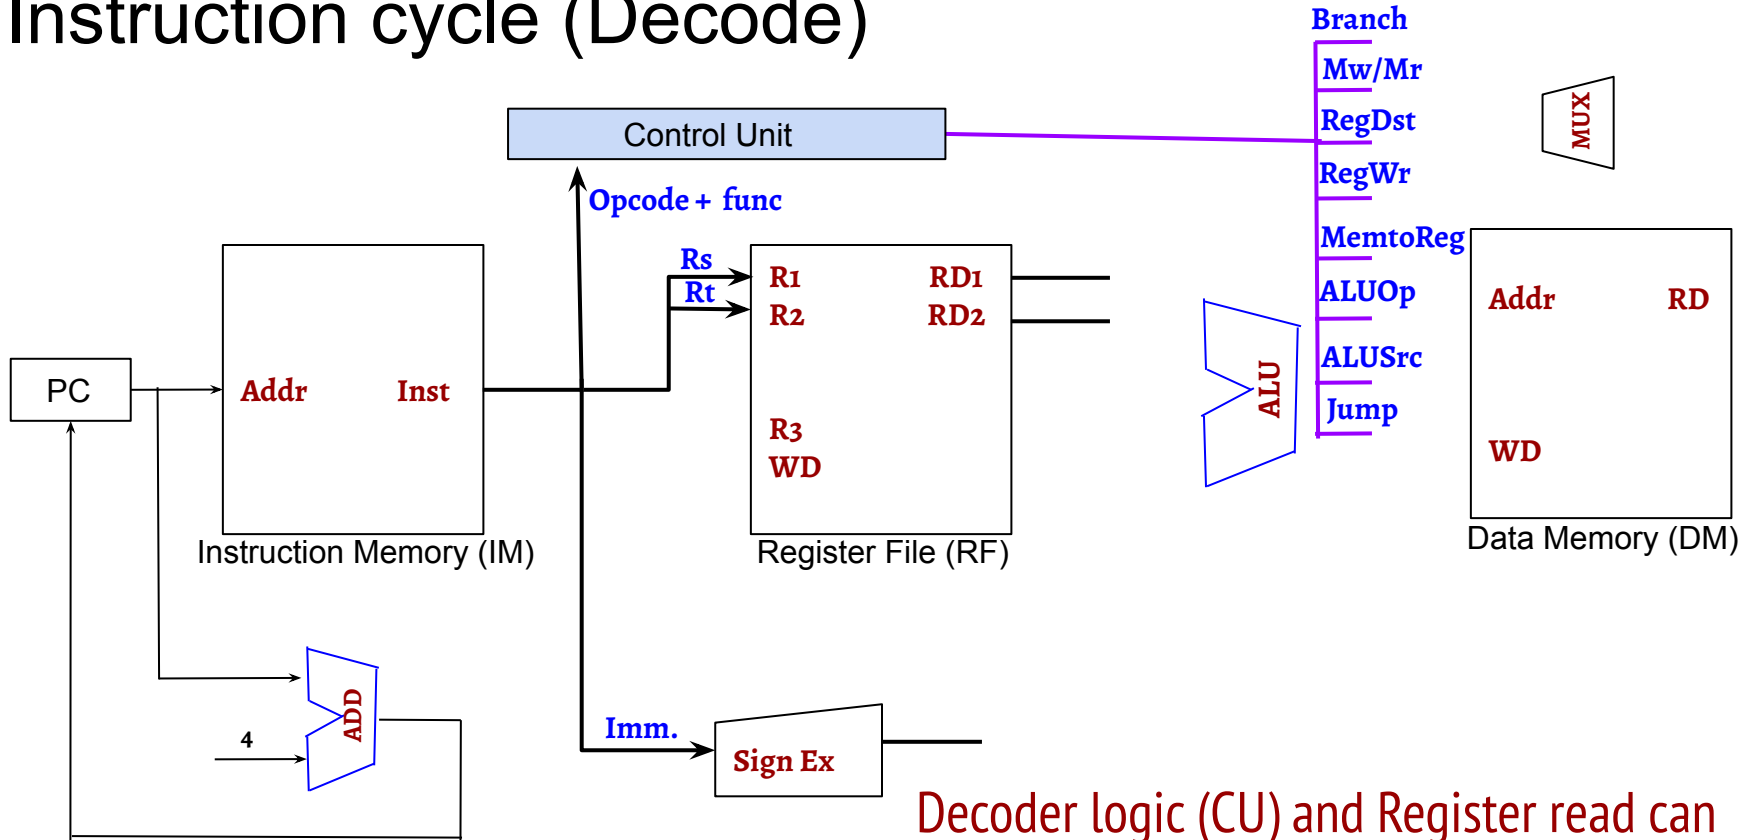 Instruction cycle (Decode)
Branch
Mw/Mr
RegDst
RegWr
MemtoReg
ALUOp
ALUSrc
Jump
MUX
Control Unit
Opcode + func
Rs
Rt
R1
R2
R3
WD
RD1
RD2
Register File (RF)
PC
Addr
Inst
Instruction Memory (IM)
ALU
Addr
RD
WD
Data Memory (DM)
ADD
4
Imm.
Sign Ex
Decoder logic (CU) and Register read can